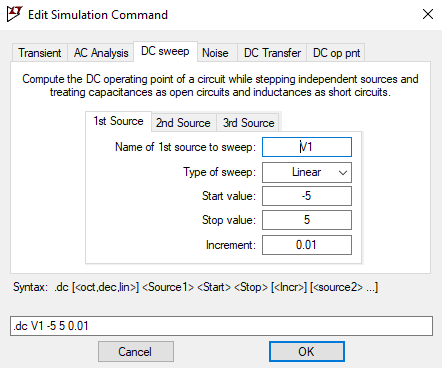 Edit Simulation Command
Transient AC Analysis DC sweep Noise DC Transfer DC op pnt
Compute the DC operating point of a circuit while stepping independent sources and
treating capacitances as open circuits and inductances as short circuits.
1st Source 2nd Source 3rd Source
Name of 1st source to sweep: V1
Type of sweep: Linear
Start value: -5
Stop value: 5
Increment: 0.01
Syntax: .dc [<oct,dec,lin>] <Source1> <Start> <Stop> [<Incr>] [<source2> ...]
.dc V1 -5 5 0.01
Cancel OK